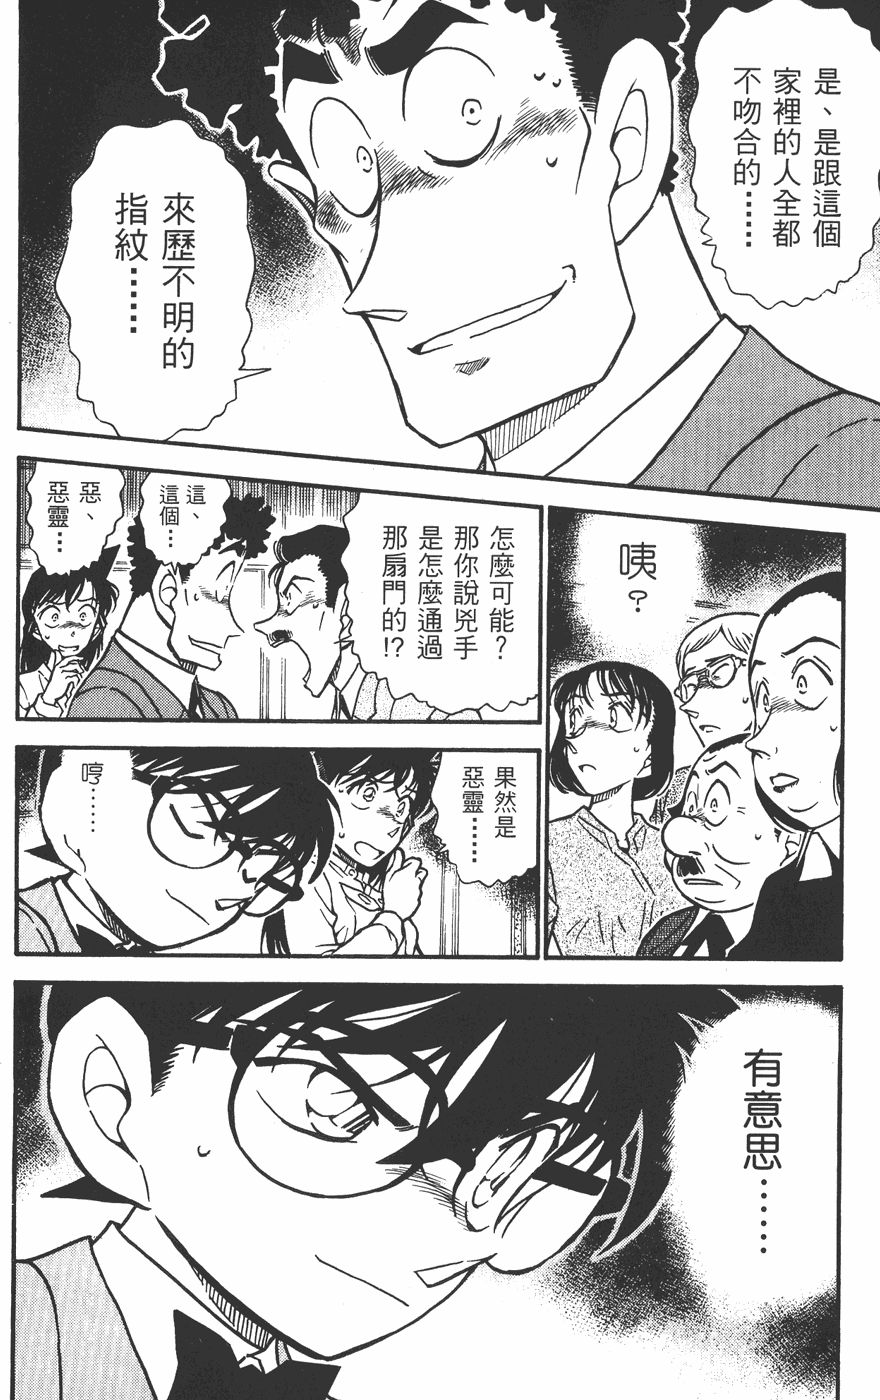 是、是跟這個
家裡的人全都
不吻合的……
來歷不明的
指紋……
咦？
怎麼可能？
那你說兇手
是怎麼通過
那扇門的!?
這、
這個…
惡、
惡靈…
果然是
惡靈……
哼……
有意思……